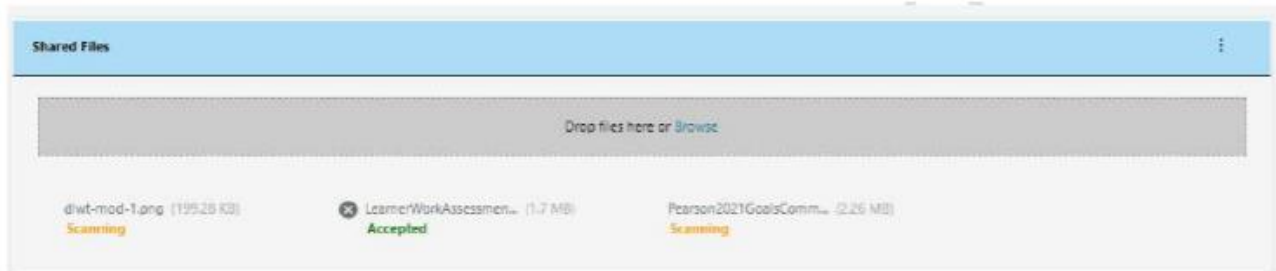 Shared Files
Drop files here or Browse
dlwt-mod-1.png (199.28 KB) LearnerWorkAssessmen... (1.7 MB) Pearson2021GoalsComm... (2.26 MB)
Scanning Accepted Scanning